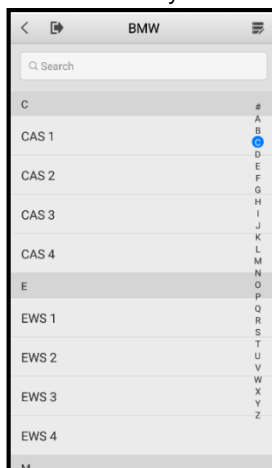 BMW
Search
C
CAS 1
CAS 2
CAS 3
CAS 4
E
EWS 1
EWS 2
EWS 3
EWS 4
M
#
A
B
C
D
E
F
G
H
I
J
K
L
M
N
O
P
Q
R
S
T
U
V
W
X
Y
Z